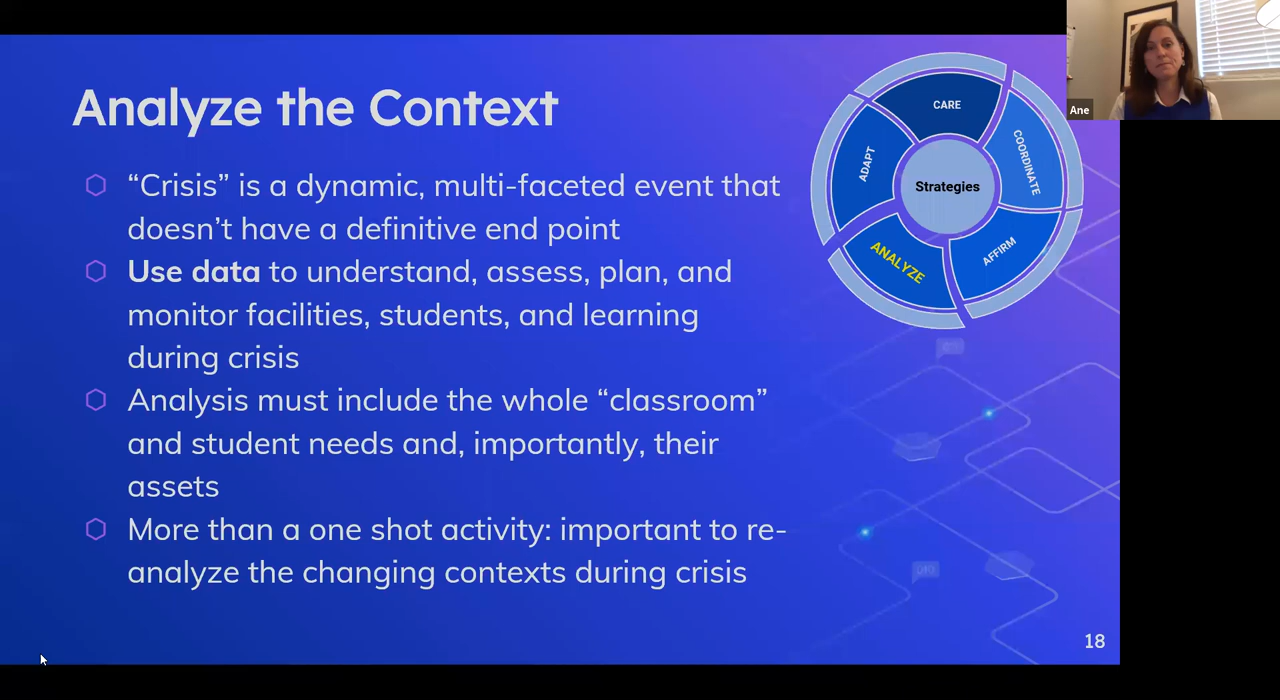 Analyze the Context
“Crisis” is a dynamic, multi-faceted event that
doesn’t have a definitive end point
Use data to understand, assess, plan, and
monitor facilities, students, and learning
during crisis
Analysis must include the whole “classroom”
and student needs and, importantly, their
assets
More than a one shot activity: important to re-
analyze the changing contexts during crisis
CARE
COORDINATE
AFFIRM
ANALYZE
ADAPT
Strategies
Ane
18